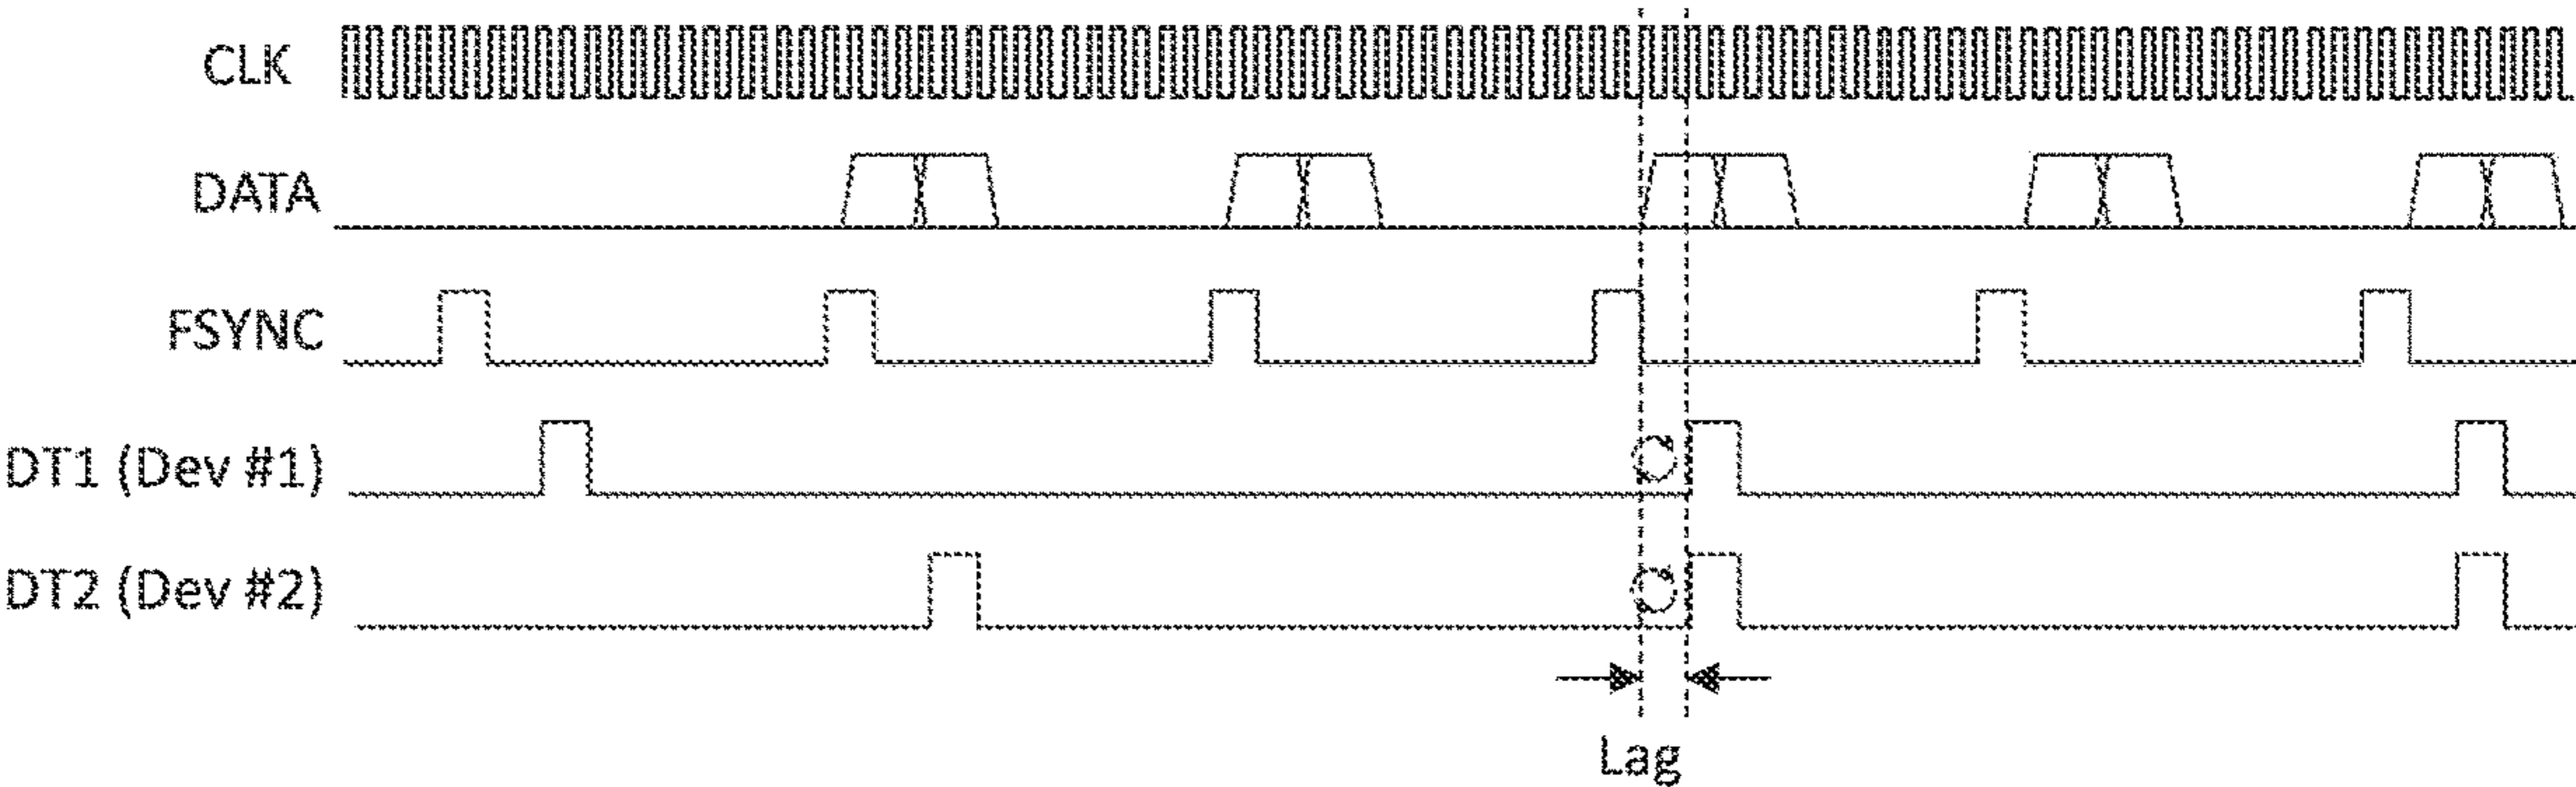 CLK
DATA
FSYNC
DT1 (Dev #1)
DT2 (Dev #2)
Lag